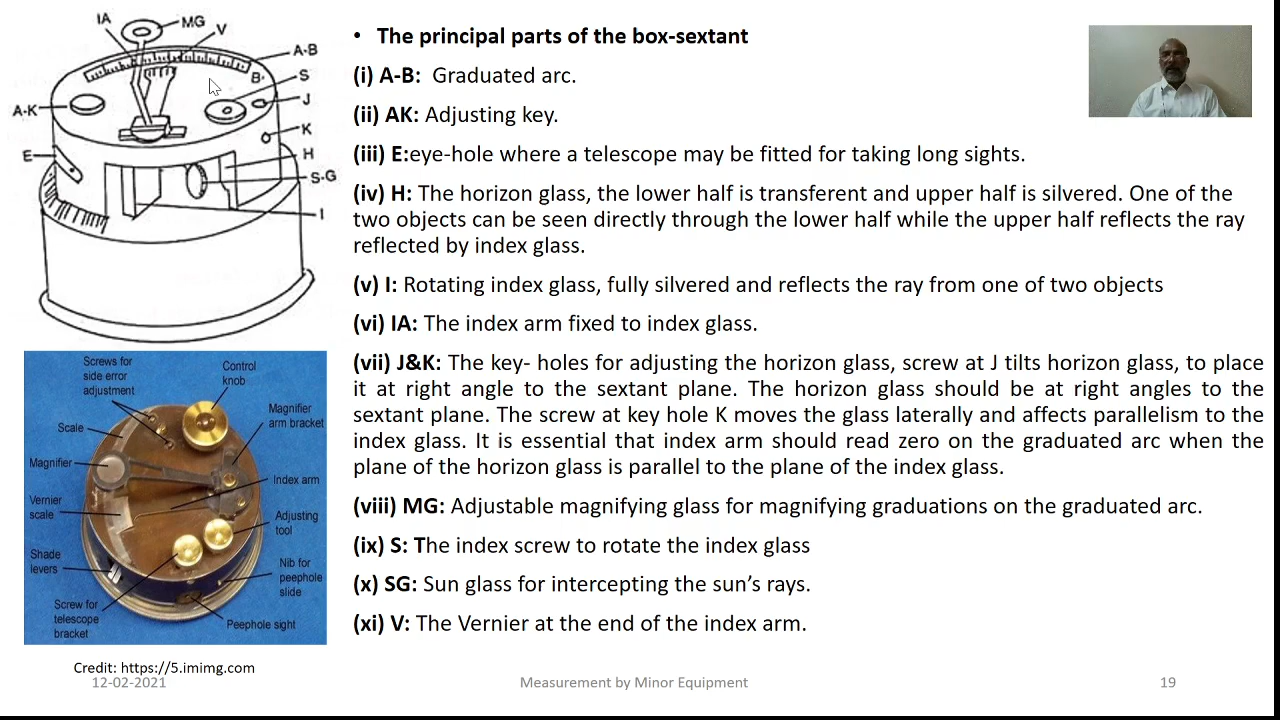 IA
MG
V
A-B
B
S
J
A-K
K
E
H
S-G
I
Screws for
side error
adjustment
Control
knob
Magnifier
arm bracket
Scale
Magnifier
Index arm
Vernier
scale
Adjusting
tool
Shade
levers
Nib for
peephole
slide
Screw for
telescope
bracket
Peephole sight
Credit: https://5.imimg.com
• The principal parts of the box-sextant
(i) A-B: Graduated arc.
(ii) AK: Adjusting key.
(iii) E:eye-hole where a telescope may be fitted for taking long sights.
(iv) H: The horizon glass, the lower half is transferent and upper half is silvered. One of the
two objects can be seen directly through the lower half while the upper half reflects the ray
reflected by index glass.
(v) I: Rotating index glass, fully silvered and reflects the ray from one of two objects
(vi) IA: The index arm fixed to index glass.
(vii) J&K: The key- holes for adjusting the horizon glass, screw at J tilts horizon glass, to place
it at right angle to the sextant plane. The horizon glass should be at right angles to the
sextant plane. The screw at key hole K moves the glass laterally and affects parallelism to the
index glass. It is essential that index arm should read zero on the graduated arc when the
plane of the horizon glass is parallel to the plane of the index glass.
(viii) MG: Adjustable magnifying glass for magnifying graduations on the graduated arc.
(ix) S: The index screw to rotate the index glass
(x) SG: Sun glass for intercepting the sun’s rays.
(xi) V: The Vernier at the end of the index arm.
12-02-2021
Measurement by Minor Equipment
19